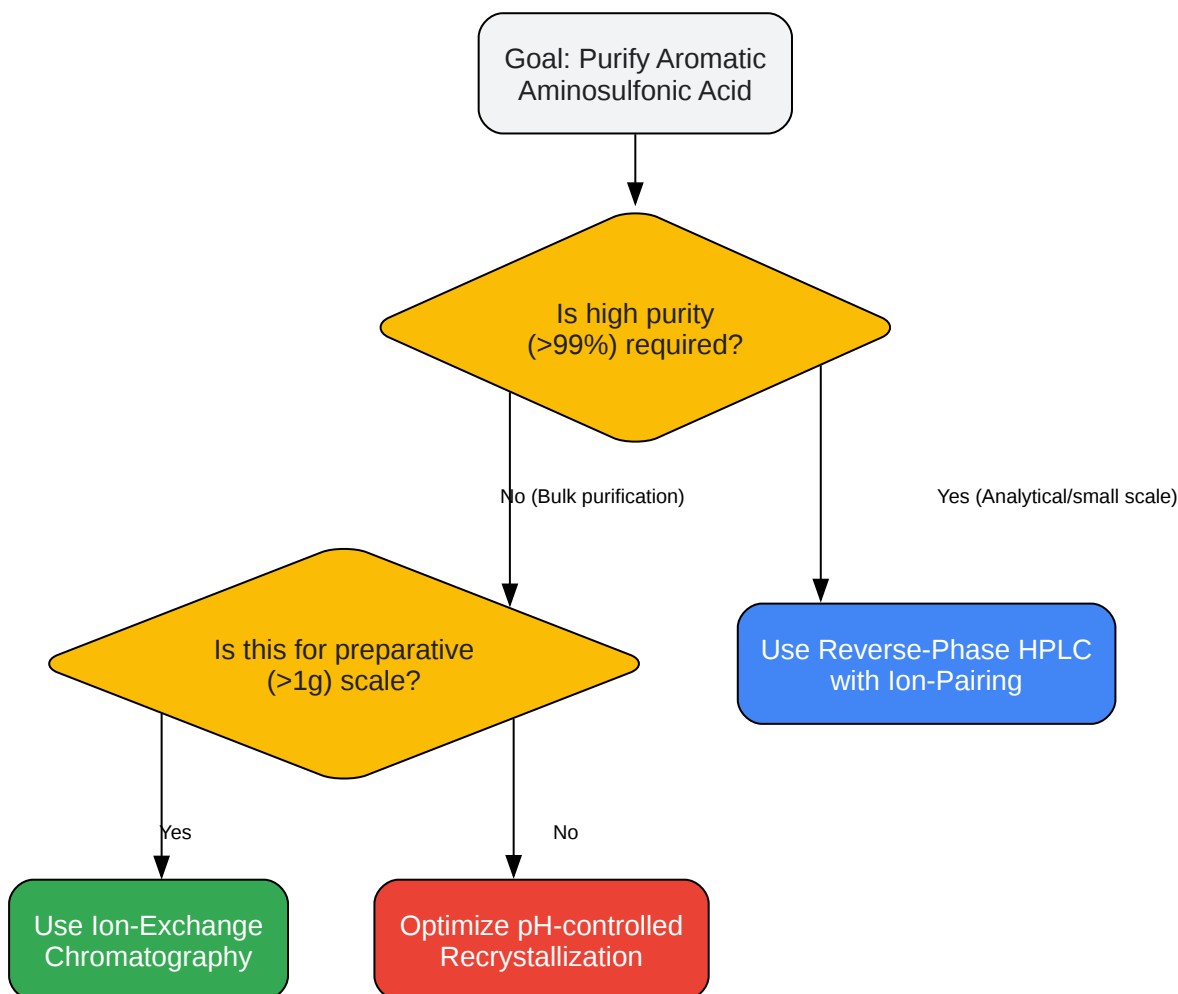 Goal: Purify Aromatic
Aminosulfonic Acid
Is high purity
(>99%) required?
No (Bulk purification)
Yes (Analytical/small scale)
Is this for preparative
(>1g) scale?
Use Reverse-Phase HPLC
with Ion-Pairing
Yes
No
Use Ion-Exchange
Chromatography
Optimize pH-controlled
Recrystallization